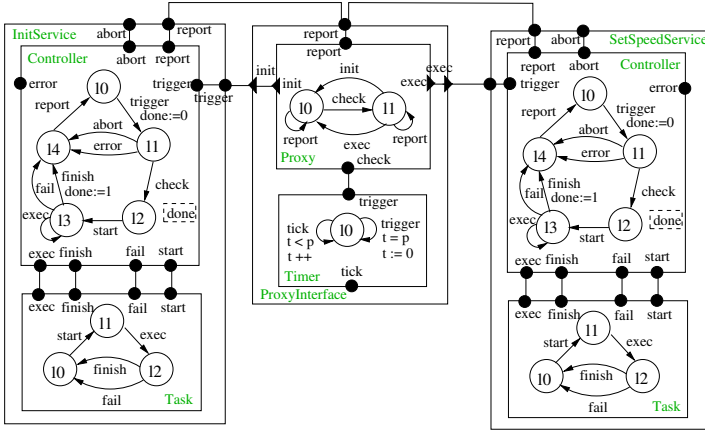 InitService
abort
report
Controller
abort
report
error
trigger
trigger
l0
report
trigger
done:=0
abort
error
l4
l1
finish
done:=1
check
fail
exec
l3
start
l2
done
exec
finish
fail
start
exec
finish
fail
start
l1
start
exec
finish
l0
l2
fail
Task
report
report
init
init
init
exec
exec
l0
check
l1
report
report
exec
Proxy
check
trigger
tick
t < p
t ++
l0
trigger
t = p
t := 0
Timer
tick
ProxyInterface
report
abort
SetSpeedService
report
abort
Controller
trigger
error
l0
report
trigger
done:=0
abort
error
l4
l1
finish
done:=1
check
fail
exec
l3
start
l2
done
exec
finish
fail
start
exec
finish
fail
start
l1
start
exec
finish
l0
l2
fail
Task